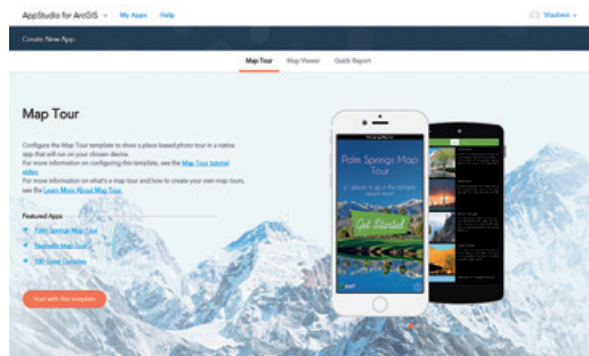 AppStudio for ArcGIS My Apps Help Vladimir
Create New App
Map Tour Map Viewer Quick Report
Map Tour
Configure the Map Tour template to show a place based photo tour in a native
app that will run on your chosen device.
For more information on configuring this template, see the Map Tour tutorial
video.
For more information on what's a map tour and how to create your own map tours,
see the Learn More About Map Tour.
Featured Apps
Palm Springs Map Tour
Nashville Map Tour
Start with this template
Palm Springs Map
Tour
Get Started